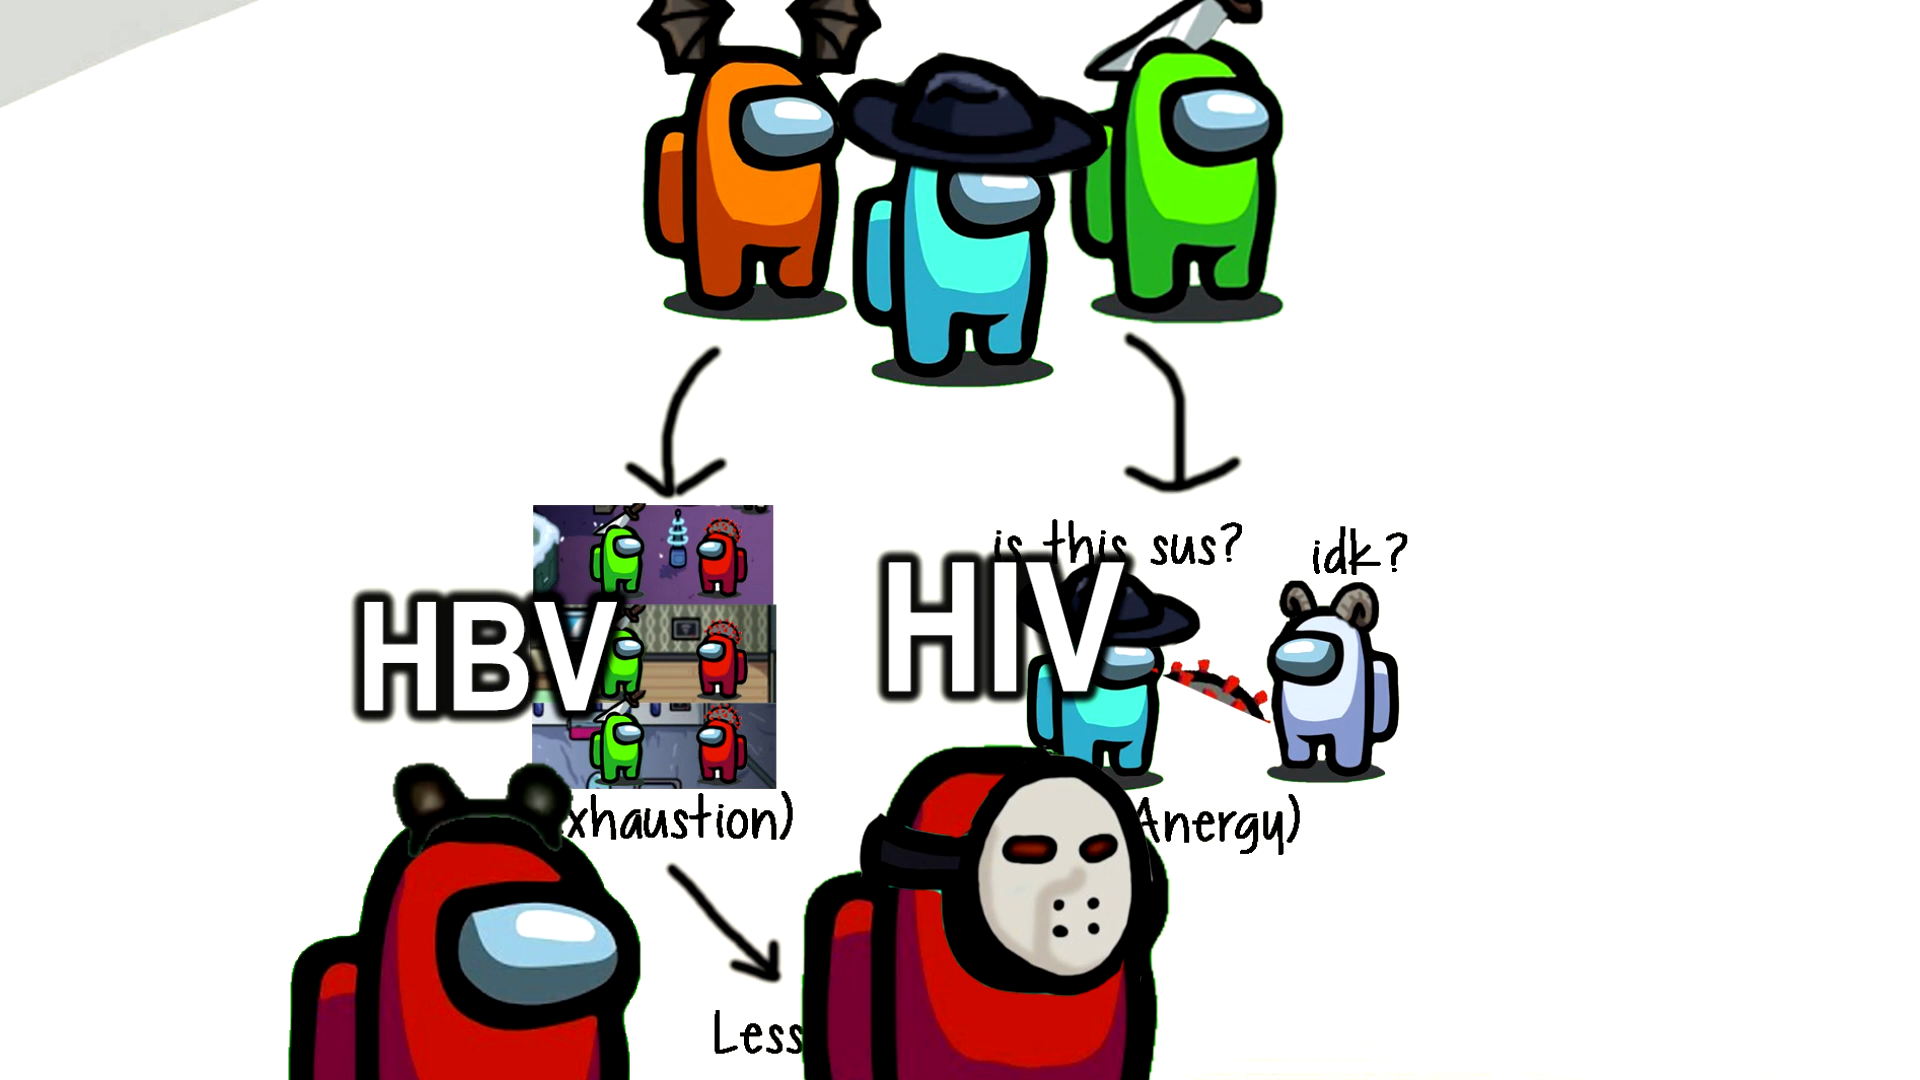 is this sus?
idk?
HBV
HIV
xhaustion)
Anergy)
Less